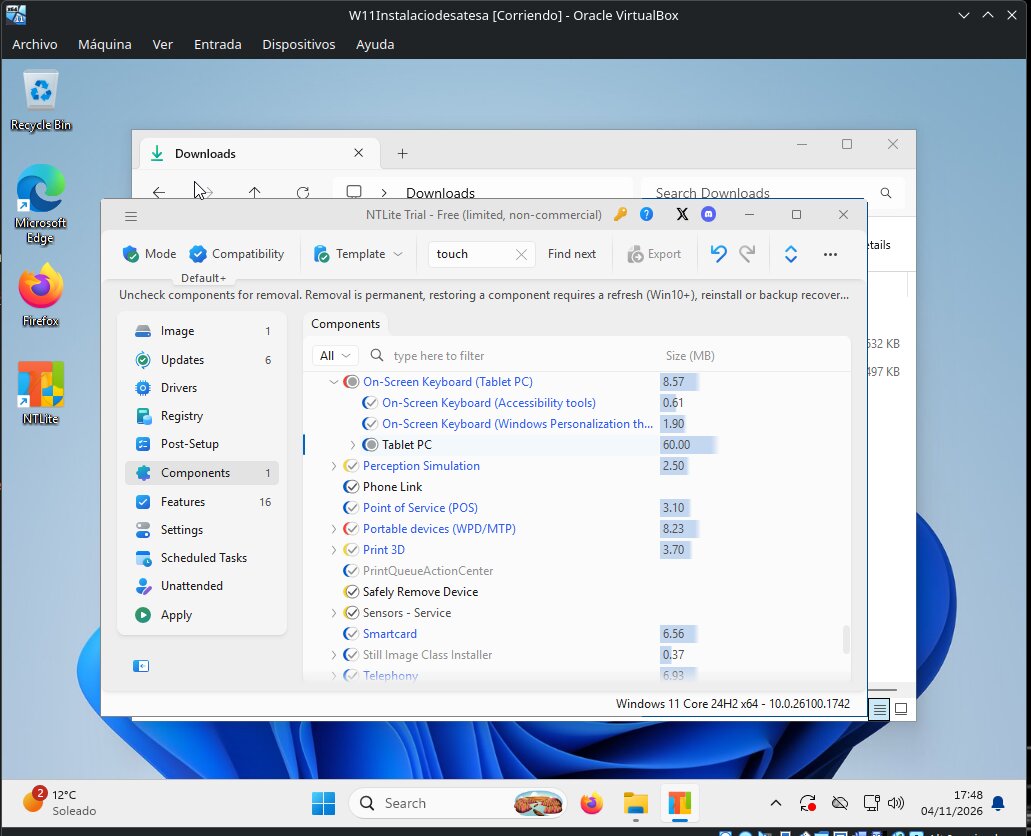 W11Instalaciodesatesa [Corriendo] - Oracle VirtualBox
Archivo Máquina Ver Entrada Dispositivos Ayuda
Recycle Bin
Microsoft
Edge
Firefox
NTLite
Downloads
Downloads
Search Downloads
etails
532 KB
497 KB
NTLite Trial - Free (limited, non-commercial)
Mode Compatibility Template touch Find next Export
Default+
Uncheck components for removal. Removal is permanent, restoring a component requires a refresh (Win10+), reinstall or backup recover...
Image 1
Updates 6
Drivers
Registry
Post-Setup
Components 1
Features 16
Settings
Scheduled Tasks
Unattended
Apply
Components
All type here to filter Size (MB)
On-Screen Keyboard (Tablet PC) 8.57
On-Screen Keyboard (Accessibility tools) 0.61
On-Screen Keyboard (Windows Personalization th... 1.90
Tablet PC 60.00
Perception Simulation 2.50
Phone Link
Point of Service (POS) 3.10
Portable devices (WPD/MTP) 8.23
Print 3D 3.70
PrintQueueActionCenter
Safely Remove Device
Sensors - Service
Smartcard 6.56
Still Image Class Installer 0.37
Telephony 6.93
Windows 11 Core 24H2 x64 - 10.0.26100.1742
2
12°C
Soleado
Search
17:48
04/11/2026